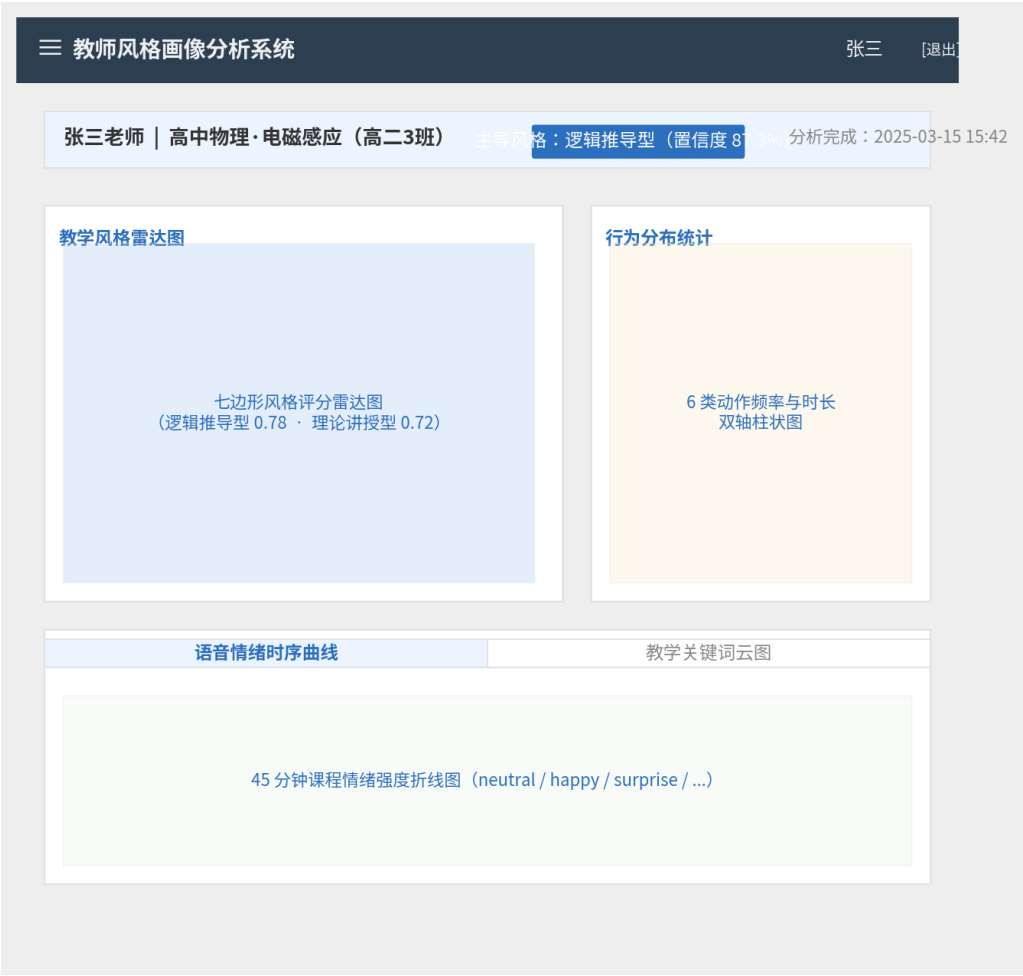 教师风格画像分析系统
张三
[退出]
张三老师 | 高中物理·电磁感应（高二3班）
主导风格：逻辑推导型（置信度 87.3%
分析完成：2025-03-15 15:42
教学风格雷达图
行为分布统计
七边形风格评分雷达图
（逻辑推导型 0.78 · 理论讲授型 0.72）
6 类动作频率与时长
双轴柱状图
语音情绪时序曲线
教学关键词云图
45 分钟课程情绪强度折线图（neutral / happy / surprise / ...）